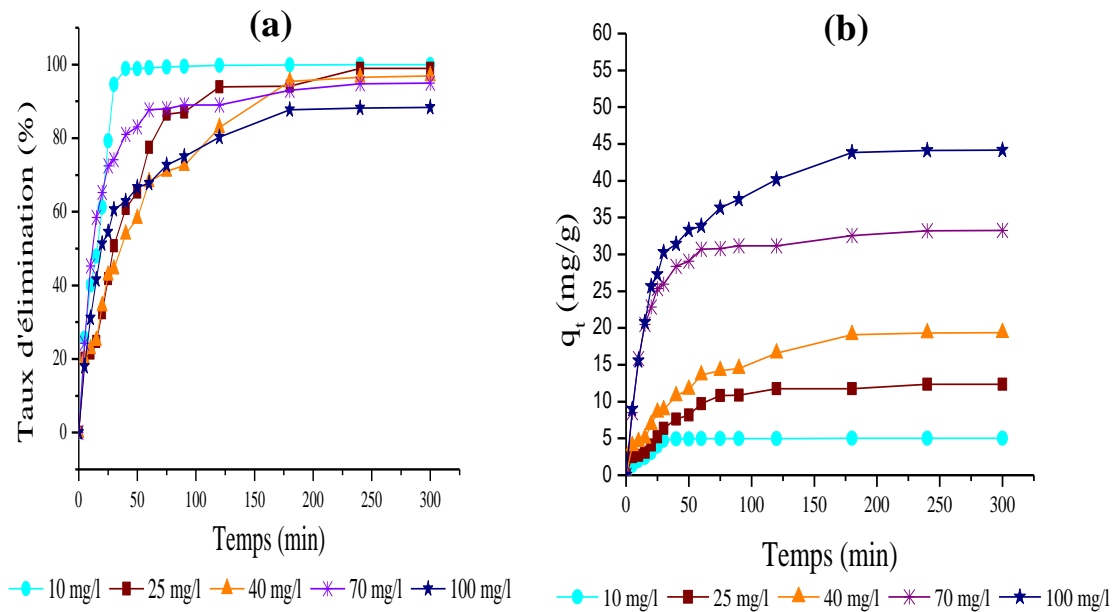 (a)
Taux d'élimination (%)
100
80
60
40
20
0
0 50 100 150 200 250 300
Temps (min)
10 mg/l 25 mg/l 40 mg/l 70 mg/l 100 mg/l
(b)
q_t (mg/g)
60
55
50
45
40
35
30
25
20
15
10
5
0
0 50 100 150 200 250 300
Temps (min)
10 mg/l 25 mg/l 40 mg/l 70 mg/l 100 mg/l